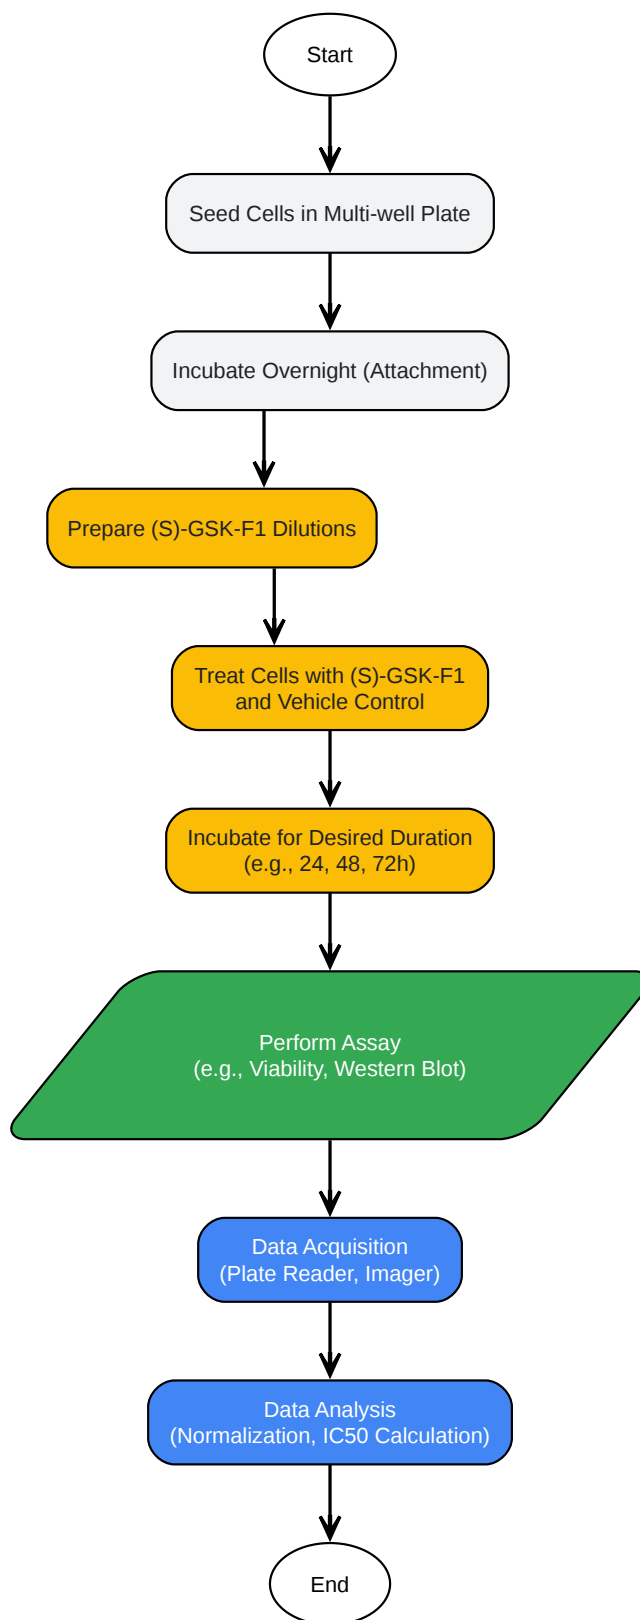 Start
Seed Cells in Multi-well Plate
Incubate Overnight (Attachment)
Prepare (S)-GSK-F1 Dilutions
Treat Cells with (S)-GSK-F1
and Vehicle Control
Incubate for Desired Duration
(e.g., 24, 48, 72h)
Perform Assay
(e.g., Viability, Western Blot)
Data Acquisition
(Plate Reader, Imager)
Data Analysis
(Normalization, IC50 Calculation)
End